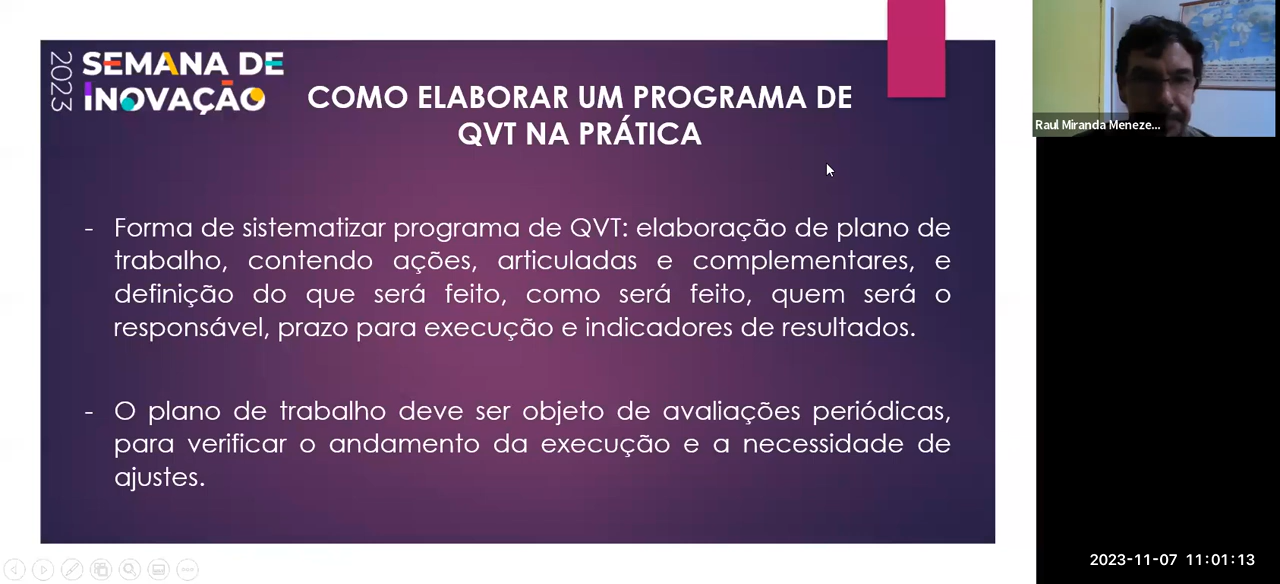 2023
SEMANA DE
INOVAÇÃO
COMO ELABORAR UM PROGRAMA DE
QVT NA PRÁTICA
- Forma de sistematizar programa de QVT: elaboração de plano de
trabalho, contendo ações, articuladas e complementares, e
definição do que será feito, como será feito, quem será o
responsável, prazo para execução e indicadores de resultados.
- O plano de trabalho deve ser objeto de avaliações periódicas,
para verificar o andamento da execução e a necessidade de
ajustes.
Raul Miranda Meneze...
2023-11-07 11:01:13